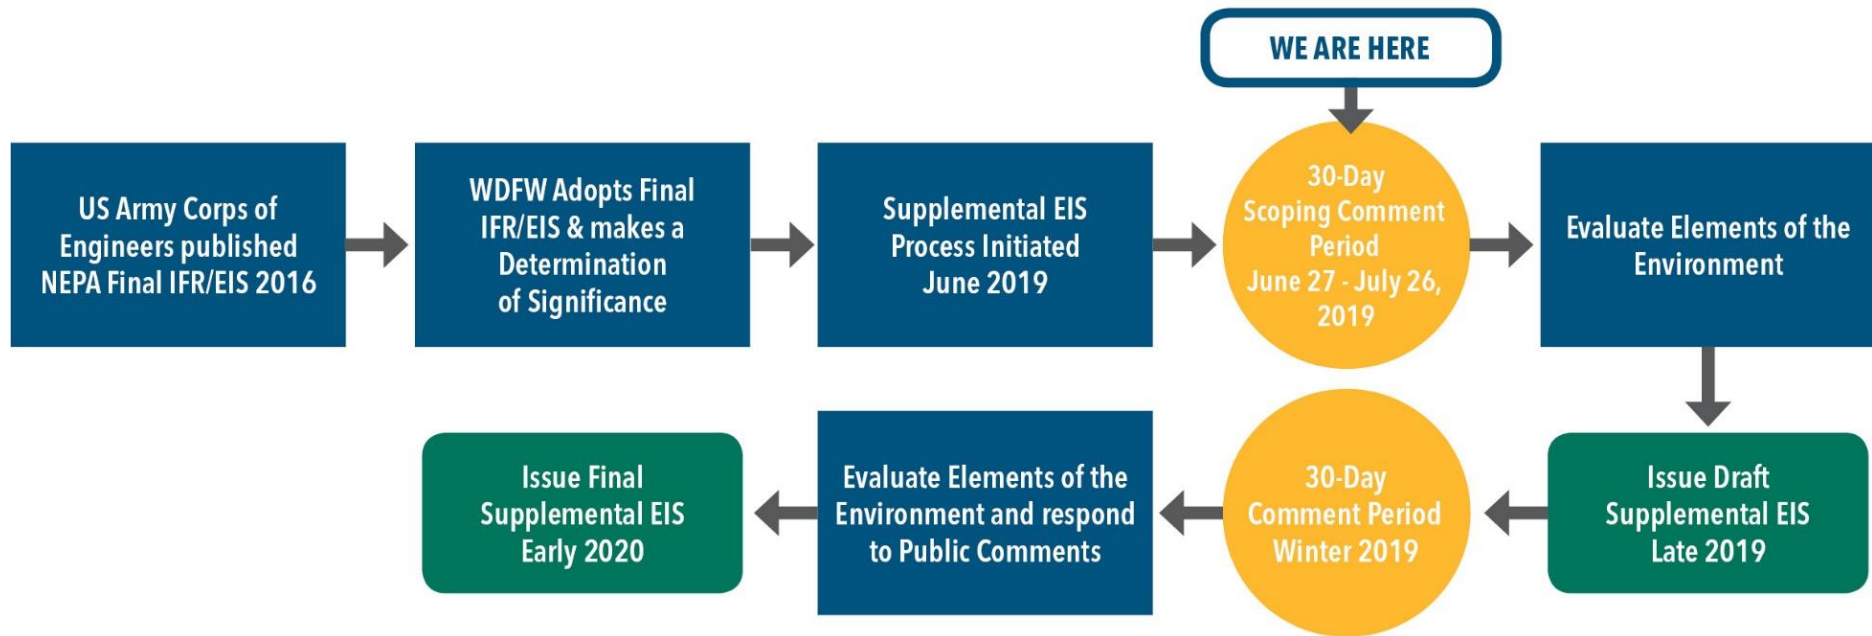 WE ARE HERE
US Army Corps of
Engineers published
NEPA Final IFR/EIS 2016
WDFW Adopts Final
IFR/EIS & makes a
Determination
of Significance
Supplemental EIS
Process Initiated
June 2019
30-Day
Scoping Comment
Period
June 27 - July 26,
2019
Evaluate Elements of the
Environment
Issue Draft
Supplemental EIS
Late 2019
30-Day
Comment Period
Winter 2019
Evaluate Elements of the
Environment and respond
to Public Comments
Issue Final
Supplemental EIS
Early 2020